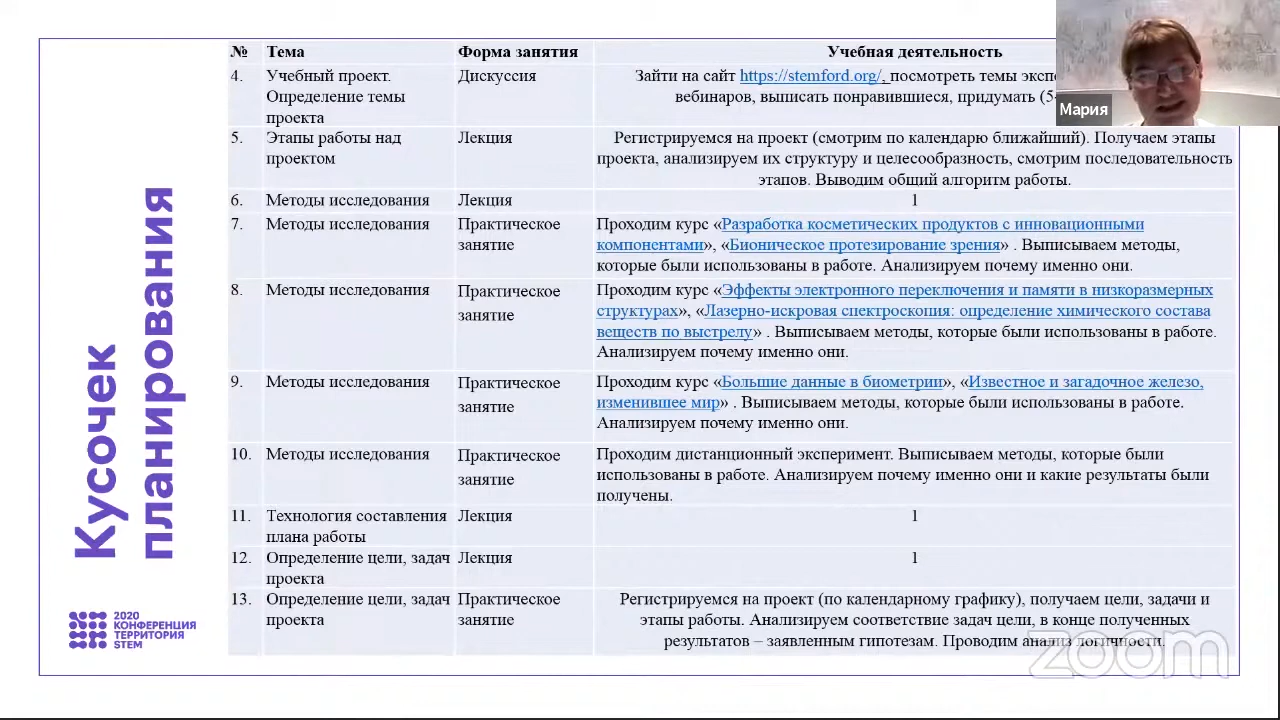 Кусочек
планирования
№ Тема Форма занятия Учебная деятельность
4. Учебный проект. Дискуссия Зайти на сайт https://stemford.org/, посмотреть темы
Определение темы вебинаров, выписать понравившиеся, придумать
проекта
5. Этапы работы над Лекция Регистрируемся на проект (смотрим по календарю ближайший). Получаем этапы
проектом проекта, анализируем их структуру и целесообразность, смотрим последовательность
этапов. Выводим общий алгоритм работы.
6. Методы исследования Лекция 1
7. Методы исследования Практическое Проходим курс «Разработка косметических продуктов с инновационными
занятие компонентами», «Бионическое протезирование зрения» . Выписываем методы,
которые были использованы в работе. Анализируем почему именно они.
8. Методы исследования Практическое Проходим курс «Эффекты электронного переключения и памяти в низкоразмерных
занятие структурах», «Лазерно-искровая спектроскопия: определение химического состава
веществ по выстрелу» . Выписываем методы, которые были использованы в работе.
Анализируем почему именно они.
9. Методы исследования Практическое Проходим курс «Большие данные в биометрии», «Известное и загадочное железо,
занятие изменившее мир» . Выписываем методы, которые были использованы в работе.
Анализируем почему именно они.
10. Методы исследования Практическое Проходим дистанционный эксперимент. Выписываем методы, которые были
занятие использованы в работе. Анализируем почему именно они и какие результаты были
получены.
11. Технология составления Лекция 1
плана работы
12. Определение цели, задач Лекция 1
проекта
13. Определение цели, задач Практическое Регистрируемся на проект (по календарному графику), получаем цели, задачи и
проекта занятие этапы работы. Анализируем соответствие задач цели, в конце полученных
результатов – заявленным гипотезам. Проводим анализ логичности.
Мария
2020
КОНФЕРЕНЦИЯ
ТЕРРИТОРИЯ
STEM
zoom